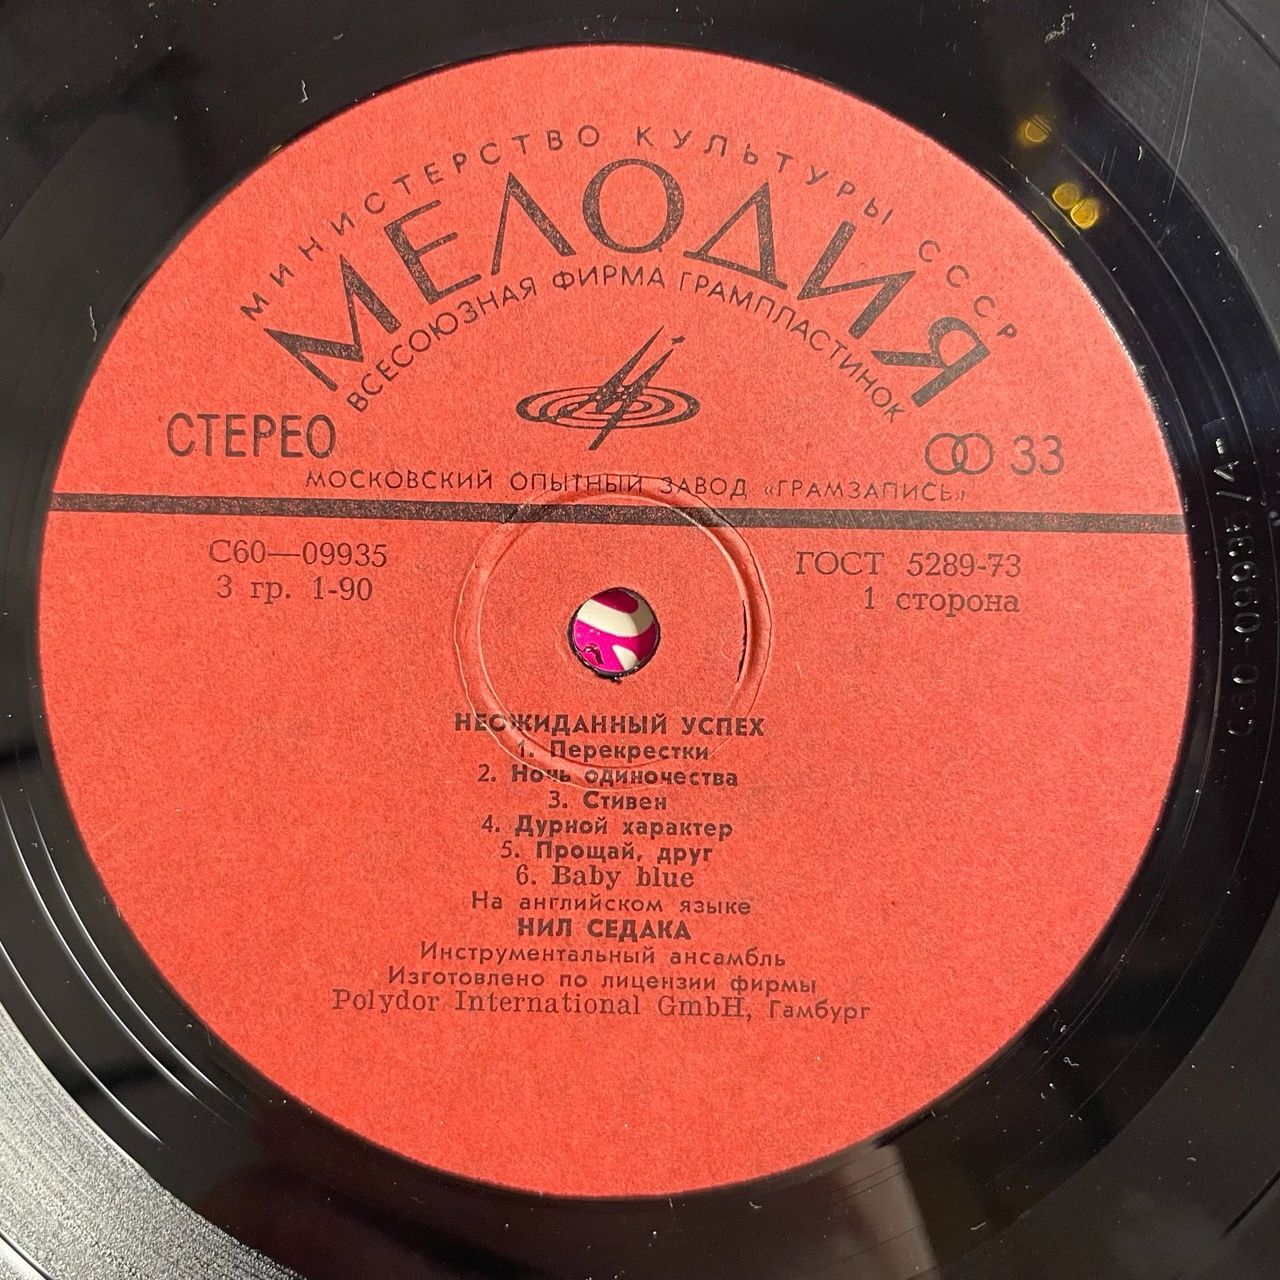 МИНИСТЕРСТВО КУЛЬТУРЫ СССР
МЕЛОДИЯ
ВСЕСОЮЗНАЯ ФИРМА ГРАМПЛАСТИНОК
СТЕРЕО
33
МОСКОВСКИЙ ОПЫТНЫЙ ЗАВОД «ГРАМЗАПИСЬ»
С60—09935
ГОСТ 5289-73
3 гр. 1-90
1 сторона
НЕОЖИДАННЫЙ УСПЕХ
1. Перекрестки
2. Ночь одиночества
3. Стивен
4. Дурной характер
5. Прощай, друг
6. Baby blue
На английском языке
НИЛ СЕДАКА
Инструментальный ансамбль
Изготовлено по лицензии фирмы
Polydor International GmbH, Гамбург